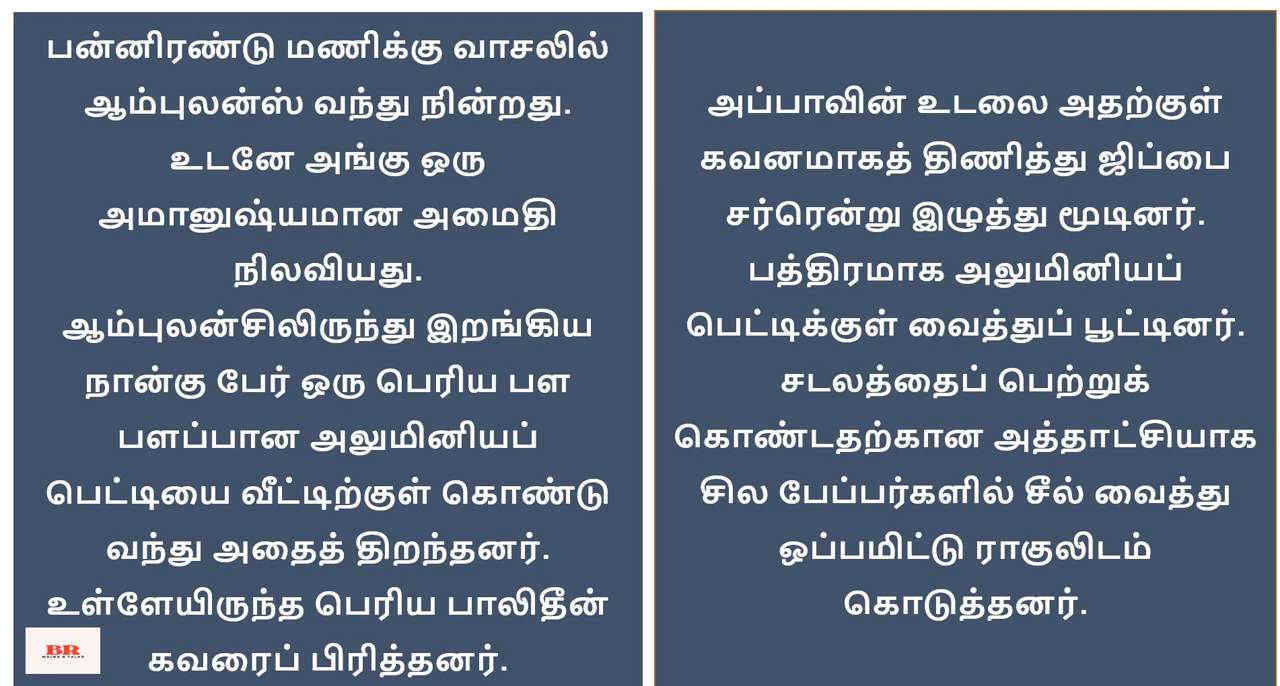 பன்னிரண்டு மணிக்கு வாசலில்
ஆம்புலன்ஸ் வந்து நின்றது.
உடனே அங்கு ஒரு
அமானுஷ்யமான அமைதி
நிலவியது.
ஆம்புலன்சிலிருந்து இறங்கிய
நான்கு பேர் ஒரு பெரிய பள
பளப்பான அலுமினியப்
பெட்டியை வீட்டிற்குள் கொண்டு
வந்து அதைத் திறந்தனர்.
உள்ளேயிருந்த பெரிய பாலிதீன்
கவரைப் பிரித்தனர்.
BR
WALKS & TALKS
அப்பாவின் உடலை அதற்குள்
கவனமாகத் திணித்து ஜிப்பை
சர்ரென்று இழுத்து மூடினர்.
பத்திரமாக அலுமினியப்
பெட்டிக்குள் வைத்துப் பூட்டினர்.
சடலத்தைப் பெற்றுக்
கொண்டதற்கான அத்தாட்சியாக
சில பேப்பர்களில் சீல் வைத்து
ஒப்பமிட்டு ராகுலிடம்
கொடுத்தனர்.